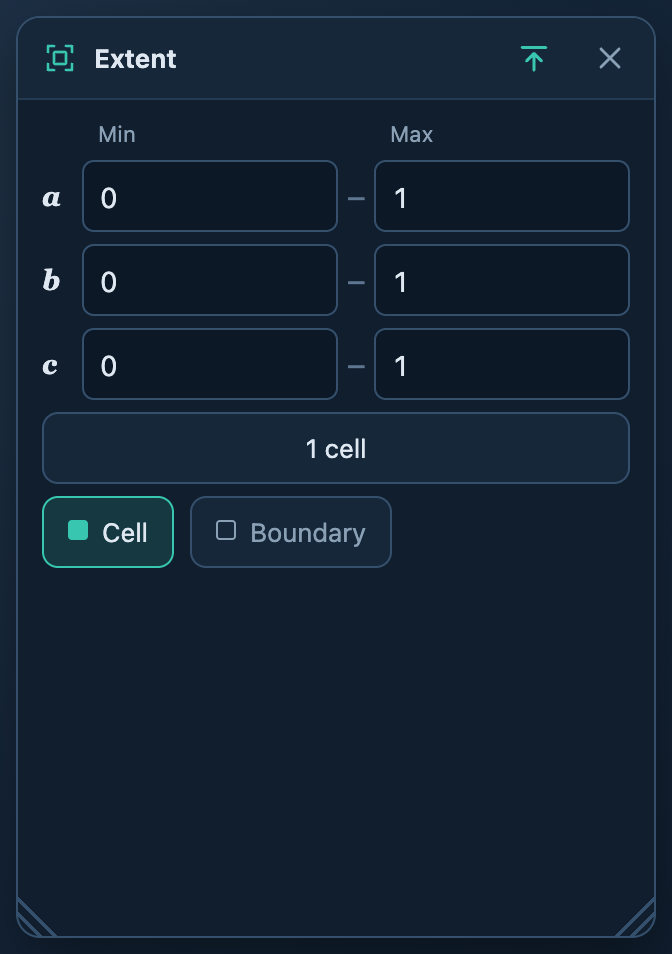 Extent
Min Max
a 0 – 1
b 0 – 1
c 0 – 1
1 cell
Cell Boundary